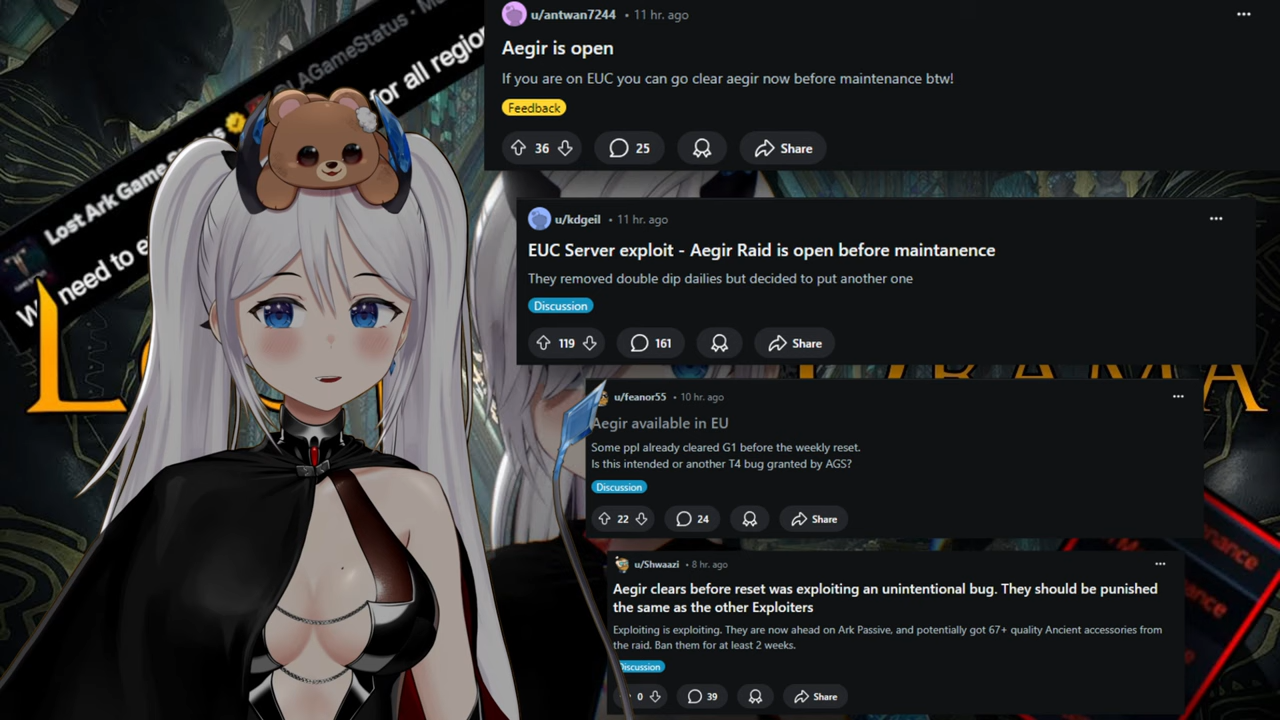 u/antwan7244 • 11 hr. ago
Aegir is open
If you are on EUC you can go clear aegir now before maintenance btw!
Feedback
36 25 Share
LAGameStatus
Lost Ark Game Status
need to
for all
u/kdgeil • 11 hr. ago
EUC Server exploit - Aegir Raid is open before maintanence
They removed double dip dailies but decided to put another one
Discussion
119 161 Share
u/feanor55 • 10 hr. ago
Aegir available in EU
Some ppl already cleared G1 before the weekly reset.
Is this intended or another T4 bug granted by AGS?
Discussion
22 24 Share
u/Shwaazi • 8 hr. ago
Aegir clears before reset was exploiting an unintentional bug. They should be punished
the same as the other Exploiters
Exploiting is exploiting. They are now ahead on Ark Passive, and potentially got 67+ quality Ancient accessories from
the raid. Ban them for at least 2 weeks.
Discussion
0 39 Share